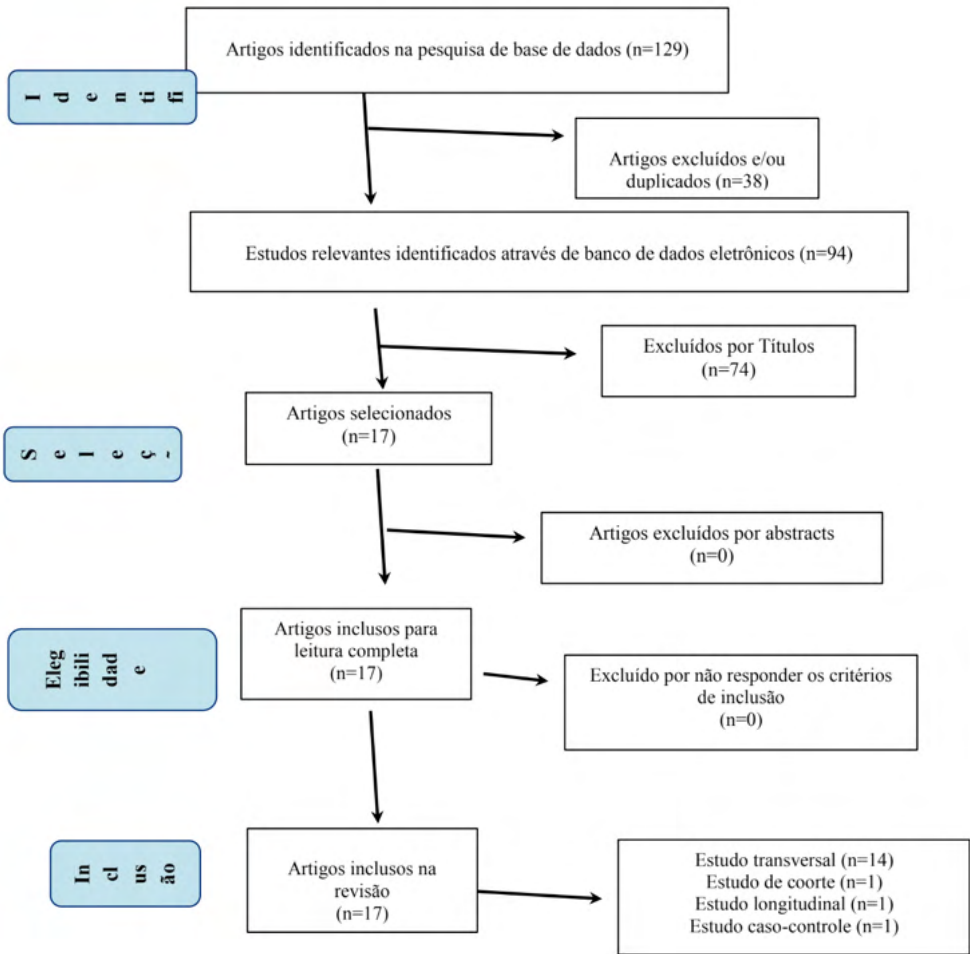 Artigos identificados na pesquisa de base de dados (n=129)
I d e n ti fi
Artigos excluídos e/ou
duplicados (n=38)
Estudos relevantes identificados através de banco de dados eletrônicos (n=94)
Excluídos por Títulos
(n=74)
Artigos selecionados
(n=17)
S e l e ç -
Artigos excluídos por abstracts
(n=0)
Artigos inclusos para
leitura completa
(n=17)
Eleg
ibili
dad
e
Excluído por não responder os critérios
de inclusão
(n=0)
In
cl
us
ão
Artigos inclusos na
revisão
(n=17)
Estudo transversal (n=14)
Estudo de coorte (n=1)
Estudo longitudinal (n=1)
Estudo caso-controle (n=1)